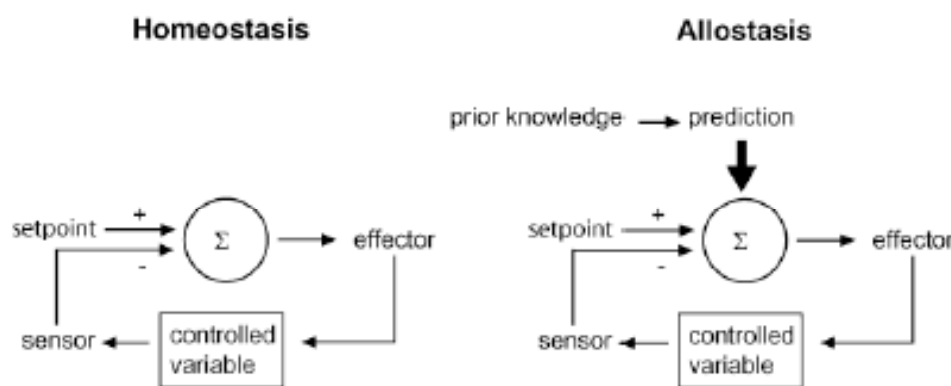 Homeostasis
setpoint
+
-
Σ
effector
sensor
controlled
variable
Allostasis
prior knowledge
prediction
setpoint
+
-
Σ
effector
sensor
controlled
variable